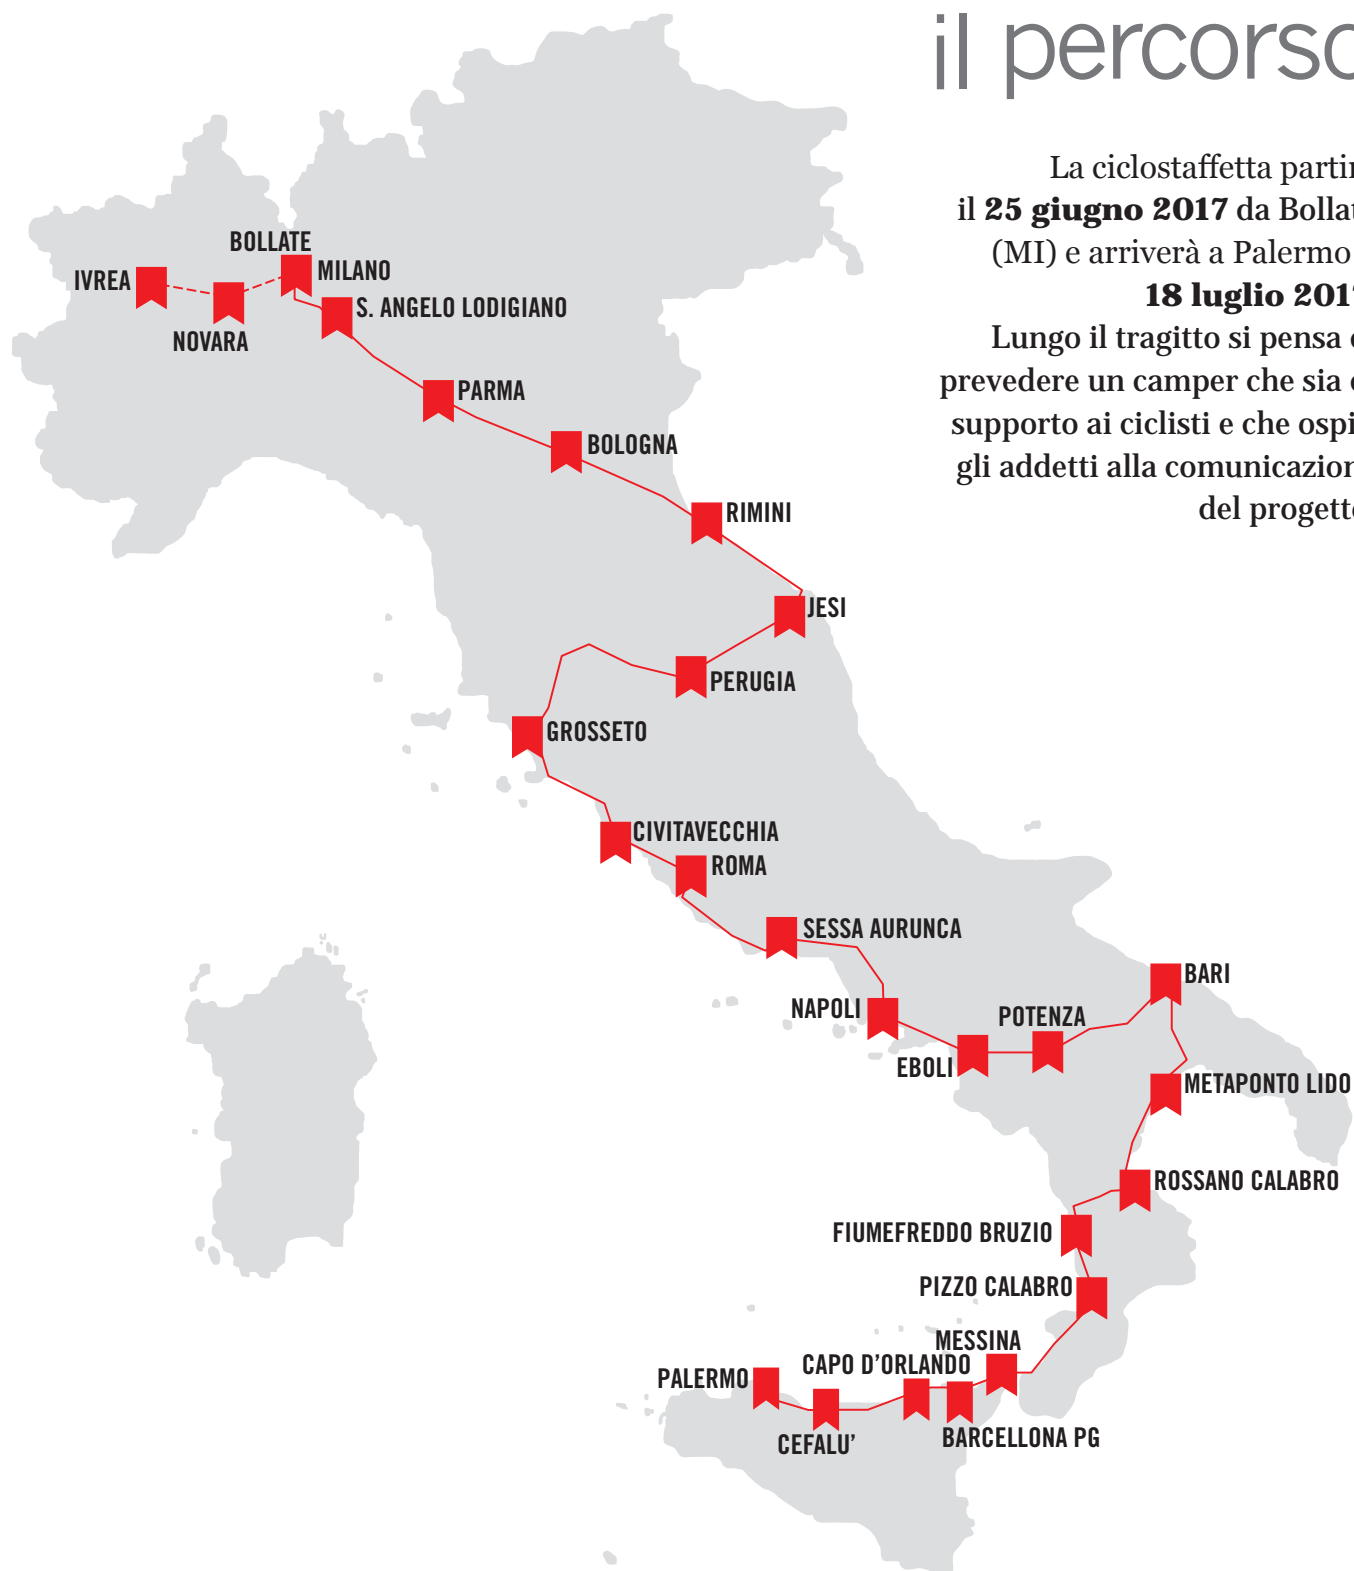 il percorso
La ciclostaffetta partir
il 25 giugno 2017 da Bollat
(MI) e arriverà a Palermo
18 luglio 201
Lungo il tragitto si pensa
prevedere un camper che sia
supporto ai ciclisti e che ospi
gli addetti alla comunicazion
del progetto
BOLLATE
IVREA
MILANO
S. ANGELO LODIGIANO
NOVARA
PARMA
BOLOGNA
RIMINI
JESI
PERUGIA
GROSSETO
CIVITAVECCHIA
ROMA
SESSA AURUNCA
BARI
NAPOLI
POTENZA
EBOLI
METAPONTO LIDO
ROSSANO CALABRO
FIUMEFREDDO BRUZIO
PIZZO CALABRO
MESSINA
CAPO D'ORLANDO
PALERMO
CEFALU'
BARCELLONA PG